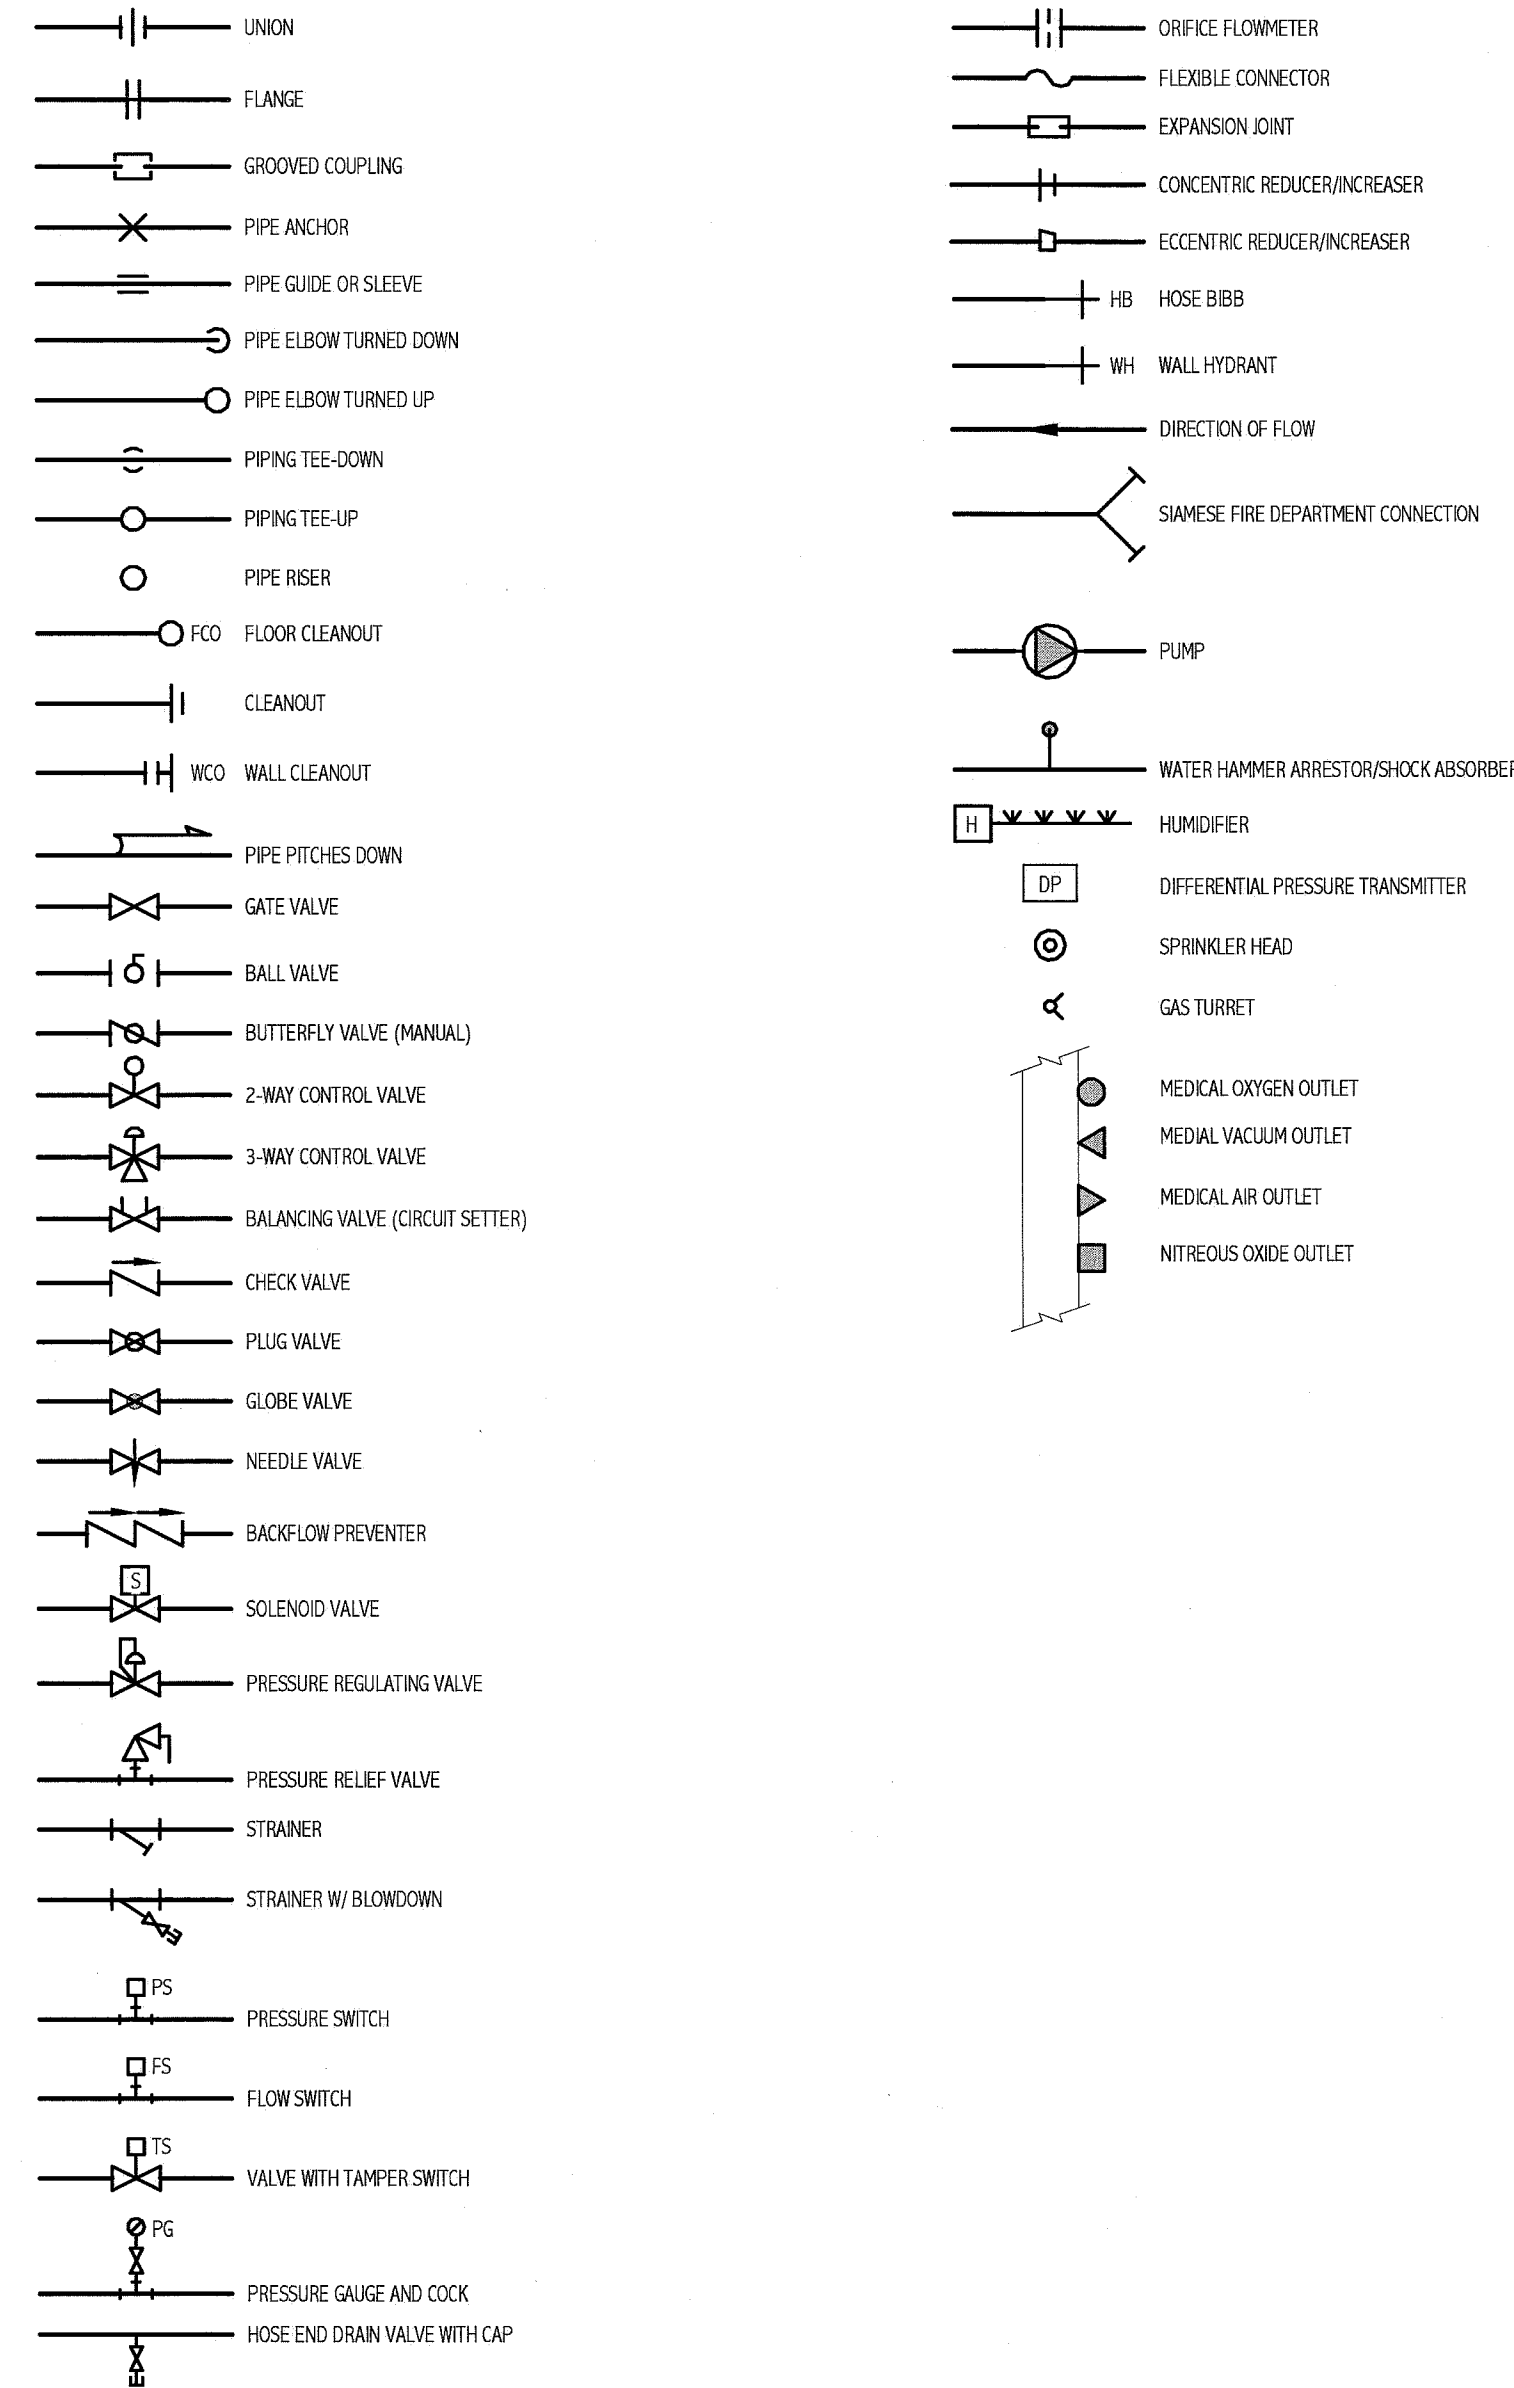 UNION
FLANGE
GROOVED COUPLING
PIPE ANCHOR
PIPE GUIDE OR SLEEVE
PIPE ELBOW TURNED DOWN
PIPE ELBOW TURNED UP
PIPING TEE-DOWN
PIPING TEE-UP
PIPE RISER
FCO FLOOR CLEANOUT
CLEANOUT
WCO WALL CLEANOUT
PIPE PITCHES DOWN
GATE VALVE
BALL VALVE
BUTTERFLY VALVE (MANUAL)
2-WAY CONTROL VALVE
3-WAY CONTROL VALVE
BALANCING VALVE (CIRCUIT SETTER)
CHECK VALVE
PLUG VALVE
GLOBE VALVE
NEEDLE VALVE
BACKFLOW PREVENTER
S
SOLENOID VALVE
PRESSURE REGULATING VALVE
PRESSURE RELIEF VALVE
STRAINER
STRAINER W/ BLOWDOWN
PS
PRESSURE SWITCH
FS
FLOW SWITCH
TS
VALVE WITH TAMPER SWITCH
PG
PRESSURE GAUGE AND COCK
HOSE END DRAIN VALVE WITH CAP
ORIFICE FLOWMETER
FLEXIBLE CONNECTOR
EXPANSION JOINT
CONCENTRIC REDUCER/INCREASER
ECCENTRIC REDUCER/INCREASER
HB HOSE BIBB
WH WALL HYDRANT
DIRECTION OF FLOW
SIAMESE FIRE DEPARTMENT CONNECTION
PUMP
WATER HAMMER ARRESTOR/SHOCK ABSORBER
H HUMIDIFIER
DP DIFFERENTIAL PRESSURE TRANSMITTER
SPRINKLER HEAD
GAS TURRET
MEDICAL OXYGEN OUTLET
MEDIAL VACUUM OUTLET
MEDICAL AIR OUTLET
NITREOUS OXIDE OUTLET